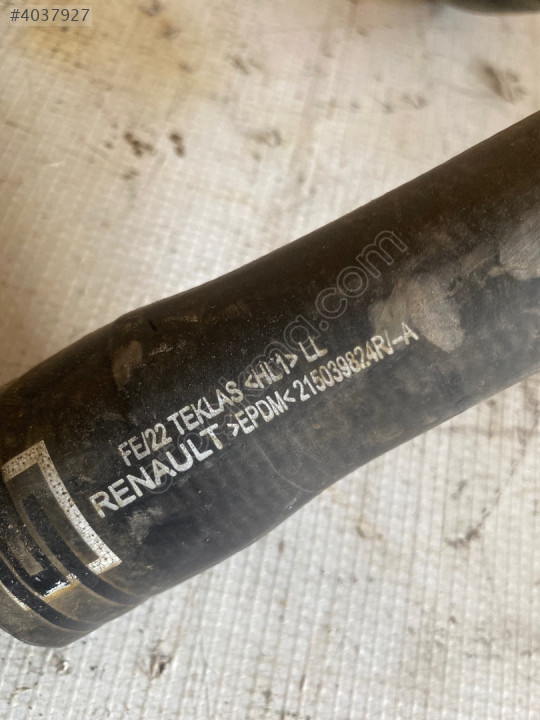 #4037927
FE/22 TEKLAS <HL1> LL
RENAULT >EPDM< 215039824R/-A